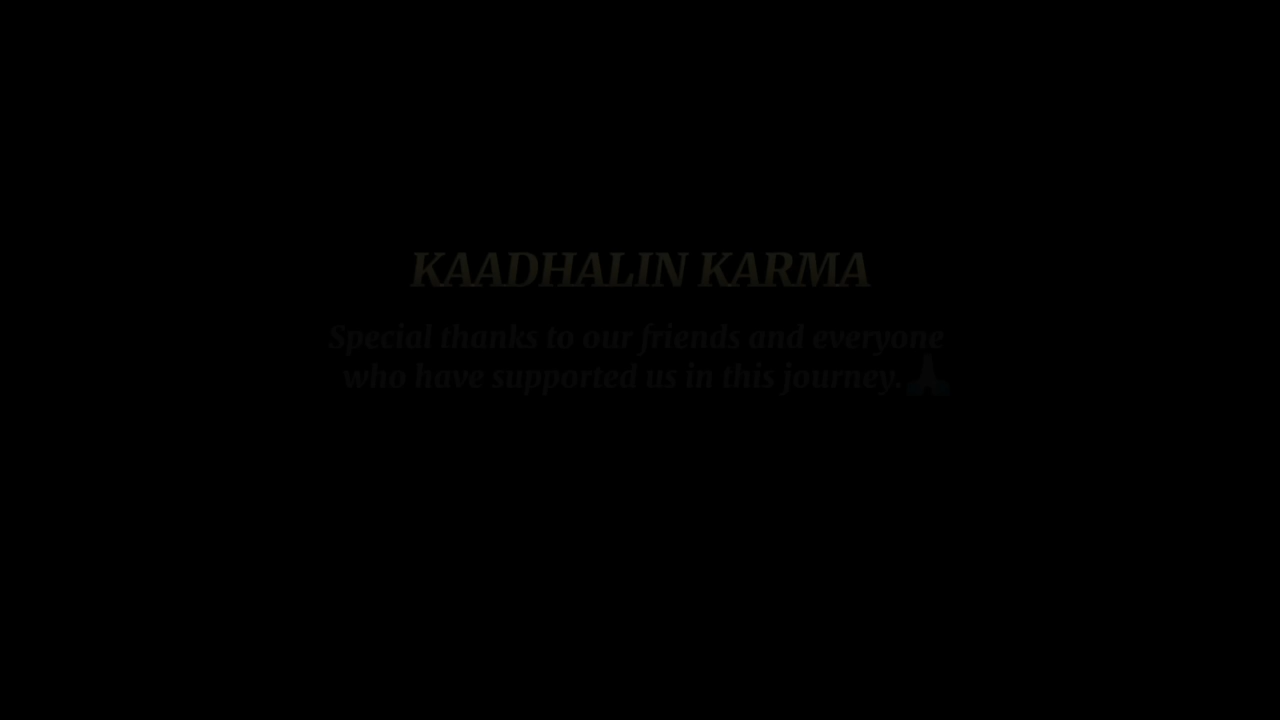 KAADHALIN KARMA
Special thanks to our friends and everyone
who have supported us in this journey.🙏